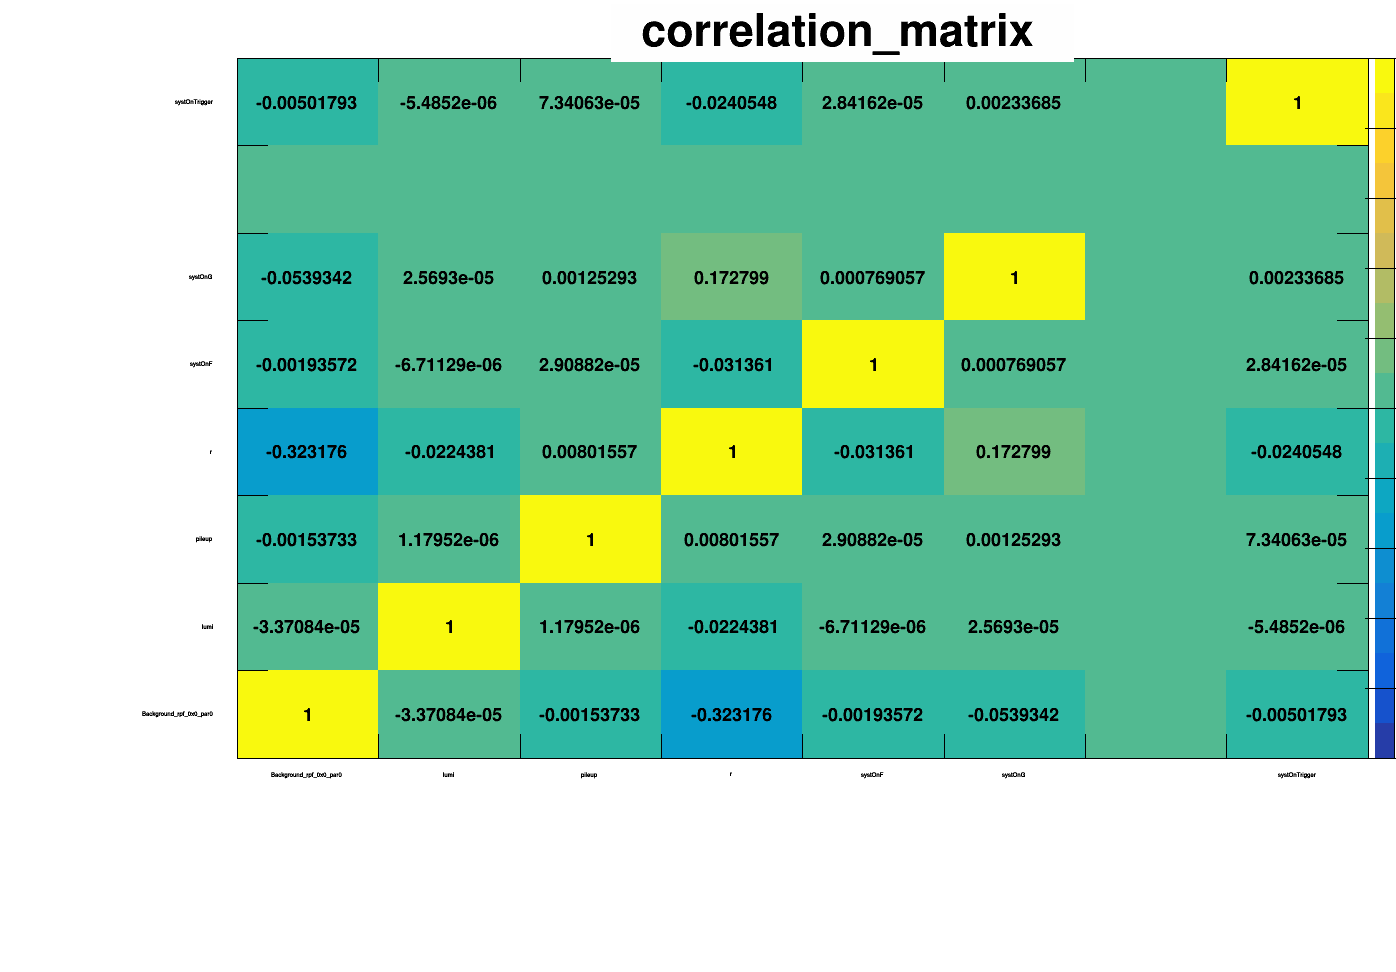 correlation_matrix
systOnTrigger -0.00501793 -5.4852e-06 7.34063e-05 -0.0240548 2.84162e-05 0.00233685 1
systOnG -0.0539342 2.5693e-05 0.00125293 0.172799 0.000769057 1 0.00233685
systOnF -0.00193572 -6.71129e-06 2.90882e-05 -0.031361 1 0.000769057 2.84162e-05
r -0.323176 -0.0224381 0.00801557 1 -0.031361 0.172799 -0.0240548
pileup -0.00153733 1.17952e-06 1 0.00801557 2.90882e-05 0.00125293 7.34063e-05
lumi -3.37084e-05 1 1.17952e-06 -0.0224381 -6.71129e-06 2.5693e-05 -5.4852e-06
Background_rpf_0x0_par0 1 -3.37084e-05 -0.00153733 -0.323176 -0.00193572 -0.0539342 -0.00501793
Background_rpf_0x0_par0 lumi pileup r systOnF systOnG systOnTrigger